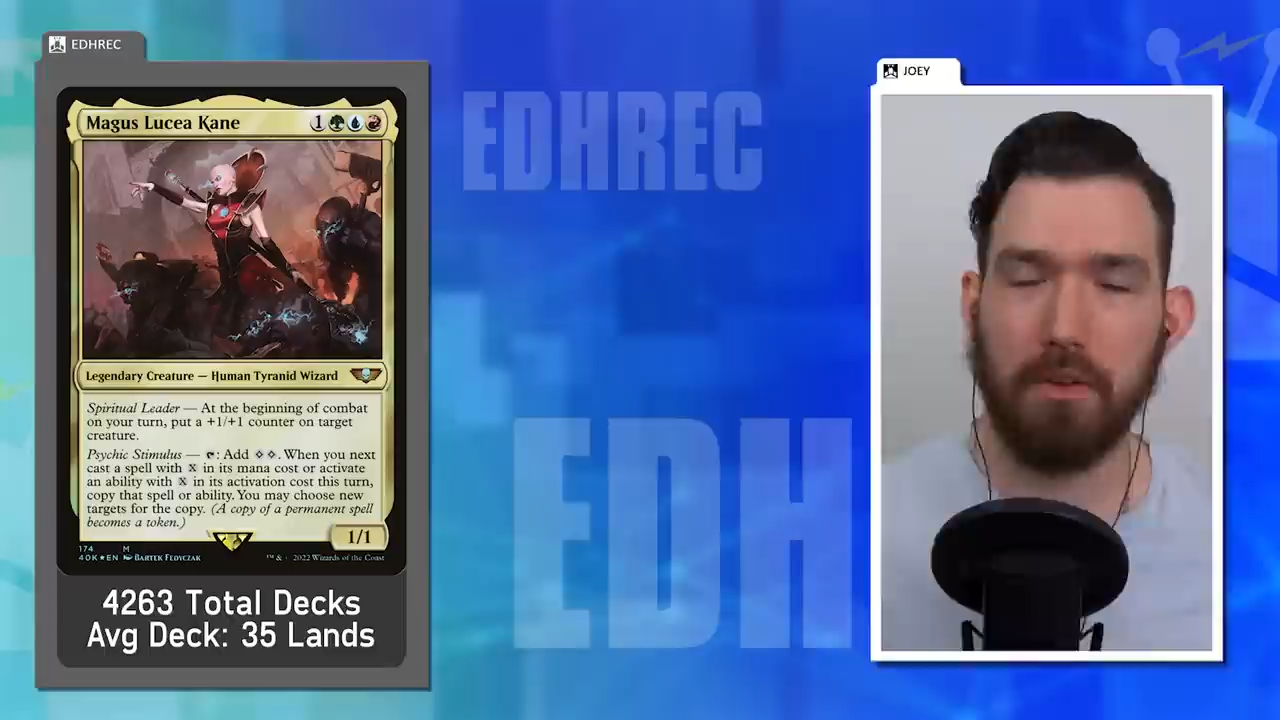 EDHREC
Magus Lucea Kane 1
Legendary Creature — Human Tyranid Wizard
Spiritual Leader — At the beginning of combat
on your turn, put a +1/+1 counter on target
creature.
Psychic Stimulus — : Add . When you next
cast a spell with X in its mana cost or activate
an ability with X in its activation cost this turn,
copy that spell or ability. You may choose new
targets for the copy. (A copy of a permanent spell
becomes a token.)
1/1
174 M
40K★EN Bartek Fedyczak ™ & © 2022 Wizards of the Coast
4263 Total Decks
Avg Deck: 35 Lands
EDHREC
EDH
JOEY